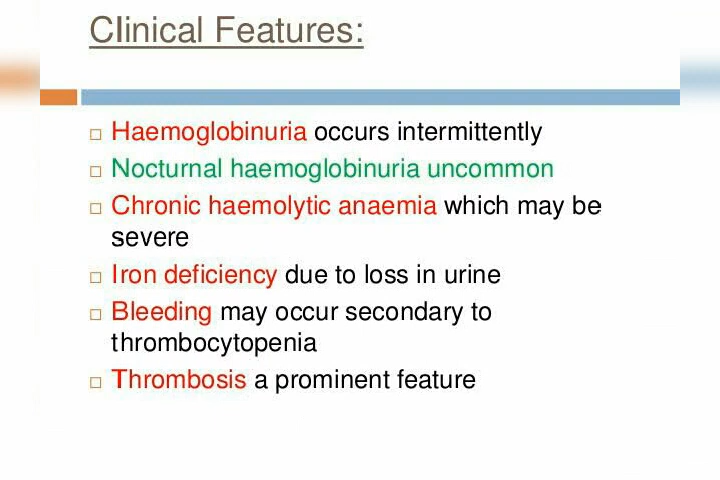 Clinical Features:
Haemoglobinuria occurs intermittently
Nocturnal haemoglobinuria uncommon
Chronic haemolytic anaemia which may be
severe
Iron deficiency due to loss in urine
Bleeding may occur secondary to
thrombocytopenia
Thrombosis a prominent feature